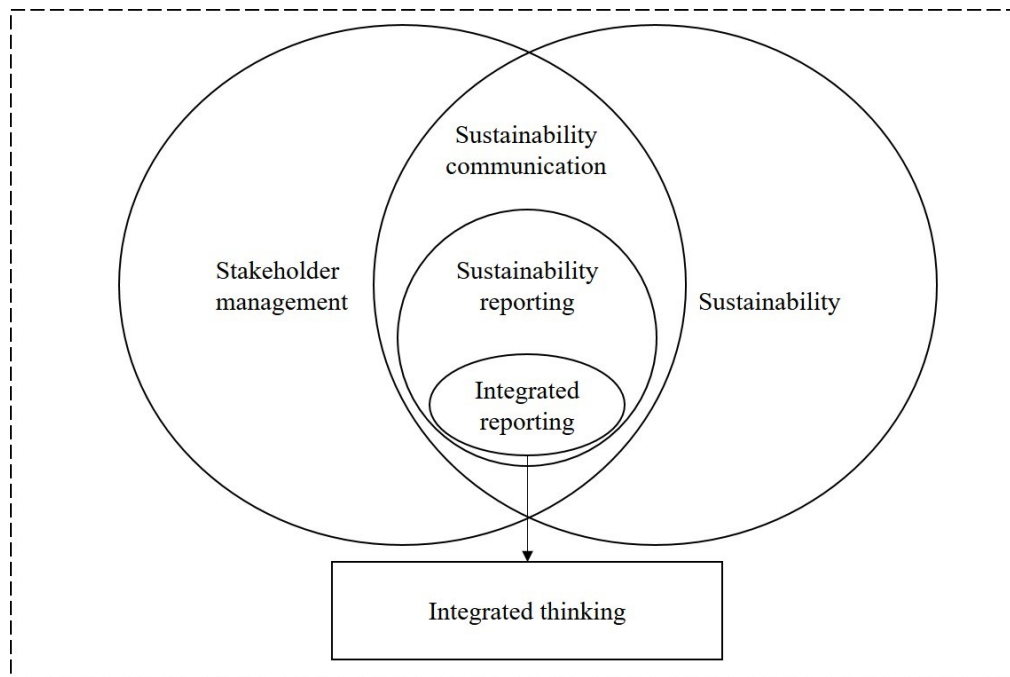 Sustainability
communication
Stakeholder
management
Sustainability
reporting
Sustainability
Integrated
reporting
Integrated thinking